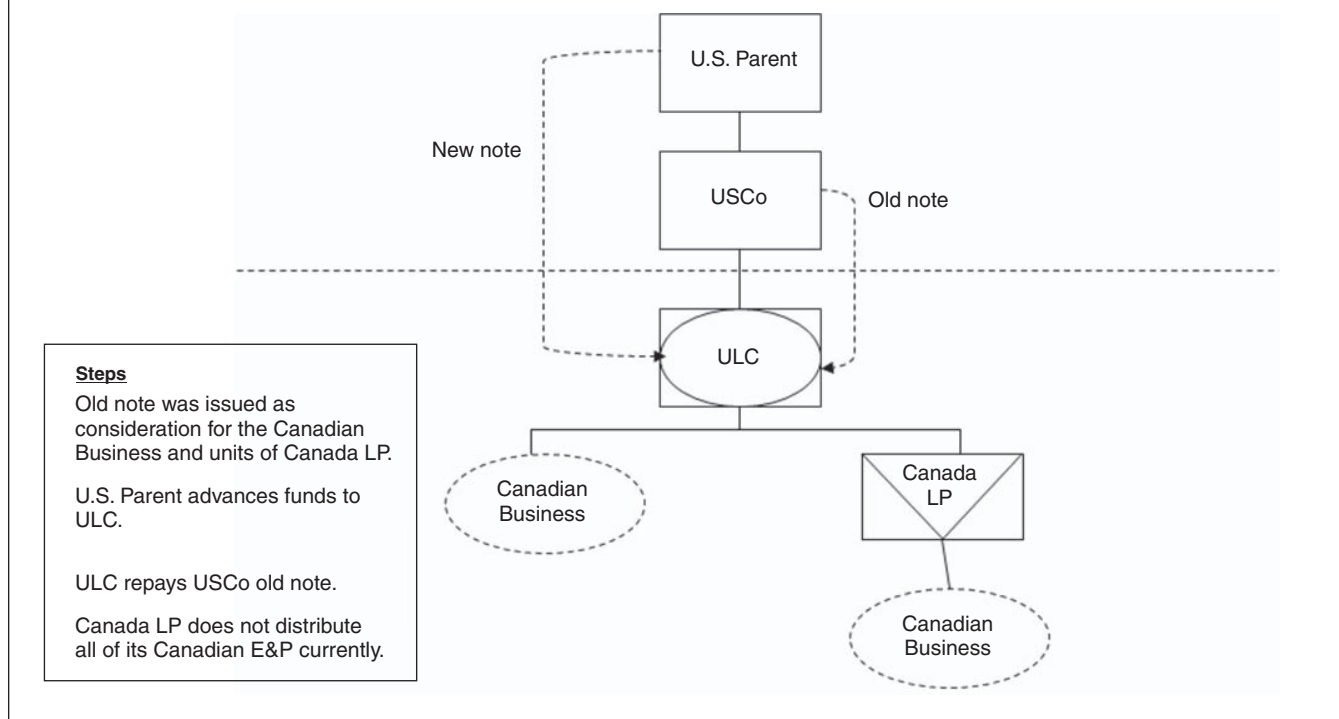 U.S. Parent
New note
USCo
Old note
ULC
Steps
Old note was issued as
consideration for the Canadian
Business and units of Canada LP.
U.S. Parent advances funds to
ULC.
ULC repays USCo old note.
Canada LP does not distribute
all of its Canadian E&P currently.
Canadian
Business
Canada
LP
Canadian
Business